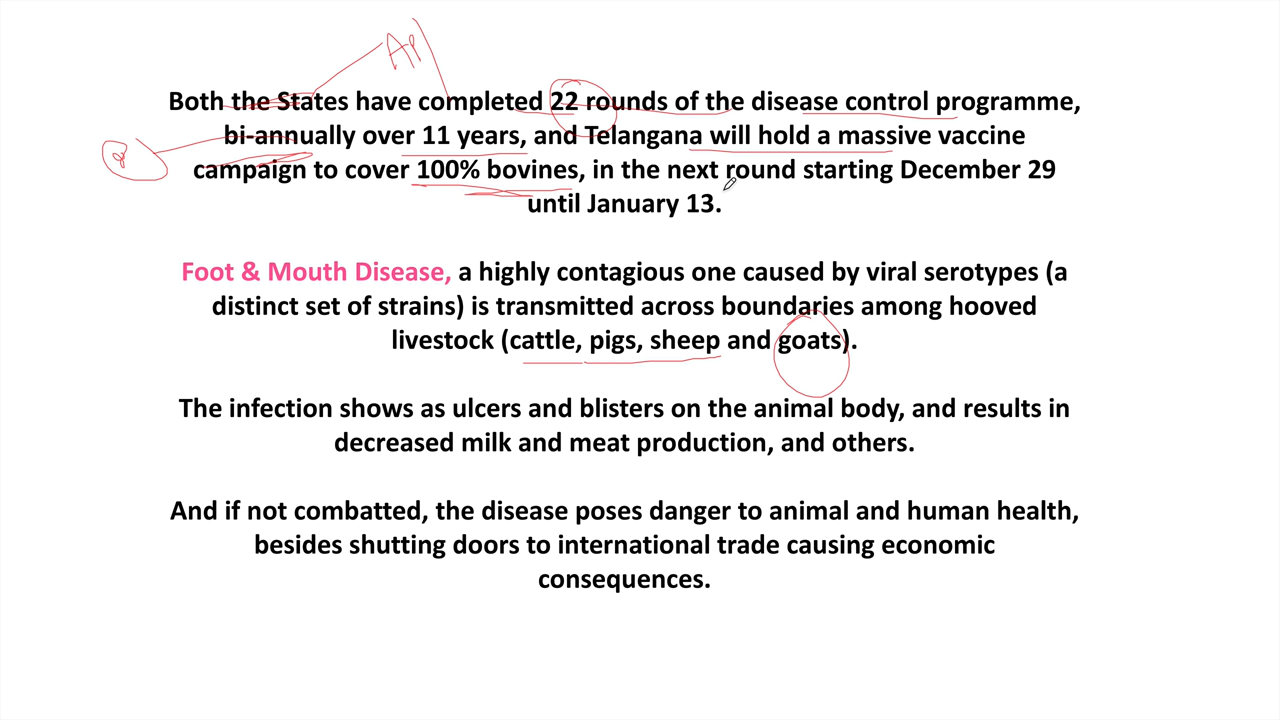 AP
Both the States have completed 22 rounds of the disease control programme,
bi-annually over 11 years, and Telangana will hold a massive vaccine
campaign to cover 100% bovines, in the next round starting December 29
until January 13.
Foot & Mouth Disease, a highly contagious one caused by viral serotypes (a
distinct set of strains) is transmitted across boundaries among hooved
livestock (cattle, pigs, sheep and goats).
The infection shows as ulcers and blisters on the animal body, and results in
decreased milk and meat production, and others.
And if not combatted, the disease poses danger to animal and human health,
besides shutting doors to international trade causing economic
consequences.